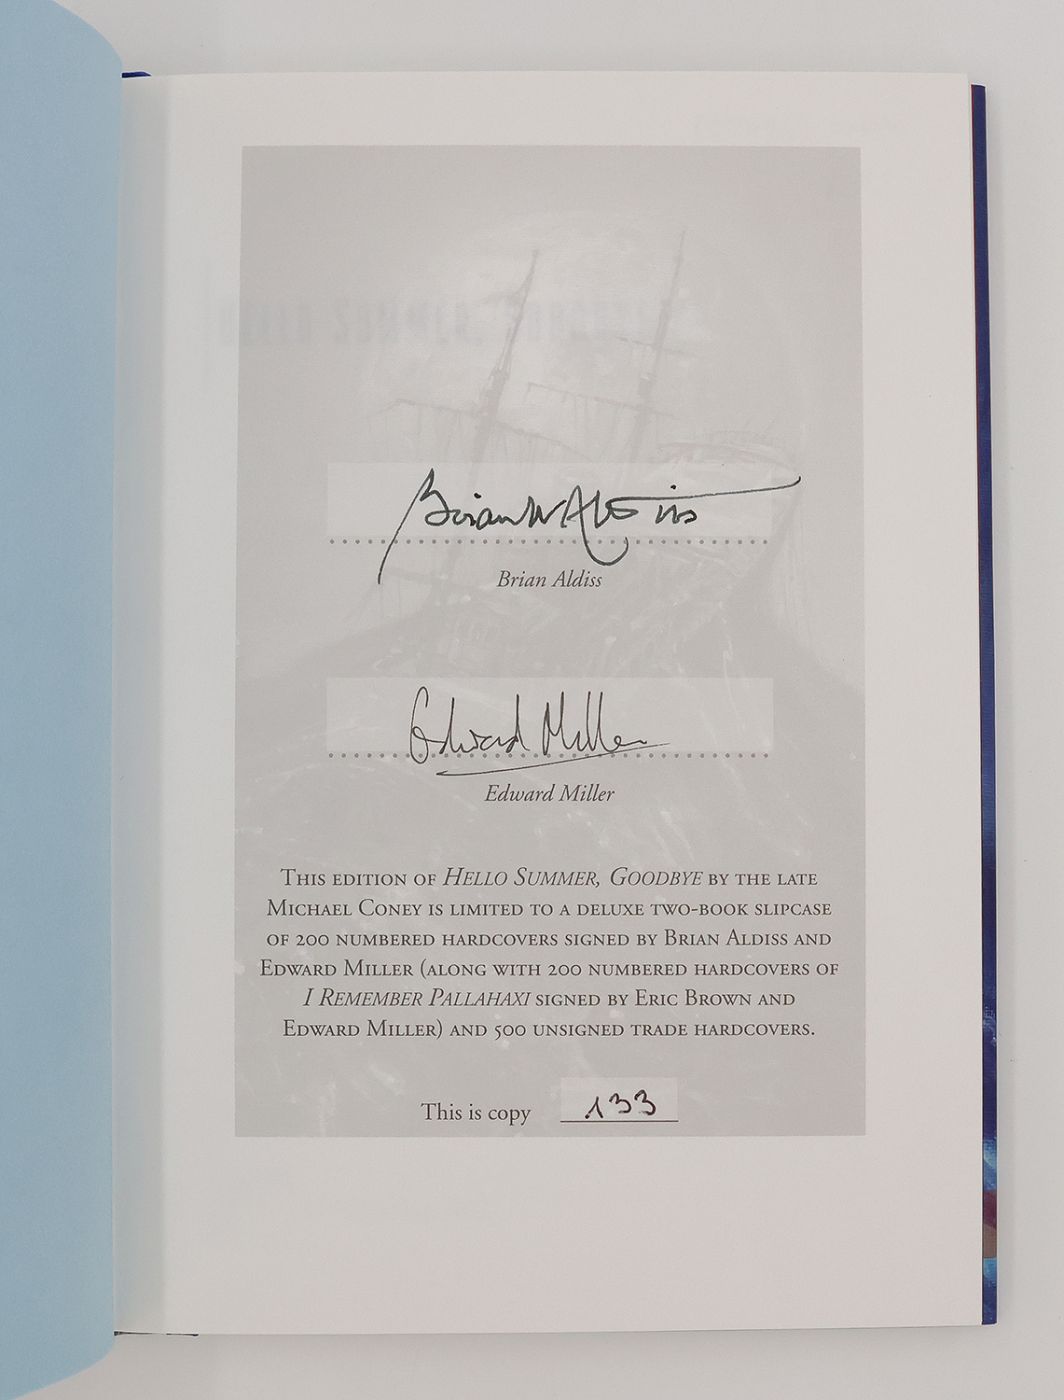 Brian W Aldiss
Brian Aldiss
Edward Miller
Edward Miller
THIS EDITION OF HELLO SUMMER, GOODBYE BY THE LATE
MICHAEL CONEY IS LIMITED TO A DELUXE TWO-BOOK SLIPCASE
OF 200 NUMBERED HARDCOVERS SIGNED BY BRIAN ALDISS AND
EDWARD MILLER (ALONG WITH 200 NUMBERED HARDCOVERS OF
I REMEMBER PALLAHAXI SIGNED BY ERIC BROWN AND
EDWARD MILLER) AND 500 UNSIGNED TRADE HARDCOVERS.
This is copy 133